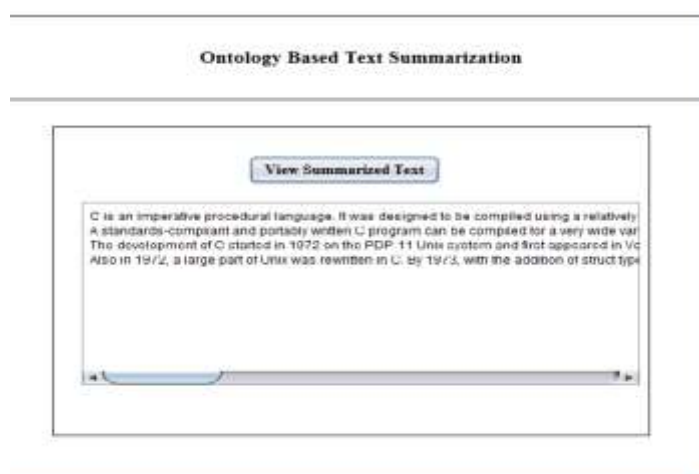 Ontology Based Text Summarization
View Summarized Text
C is an imperative procedural language. It was designed to be compiled using a relatively
A standards-compliant and portably written C program can be compiled for a very wide var
The development of C started in 1972 on the PDP-11 Unix system and first appeared in Ve
Also in 1972, a large part of Unix was rewritten in C. By 1973, with the addition of struct type